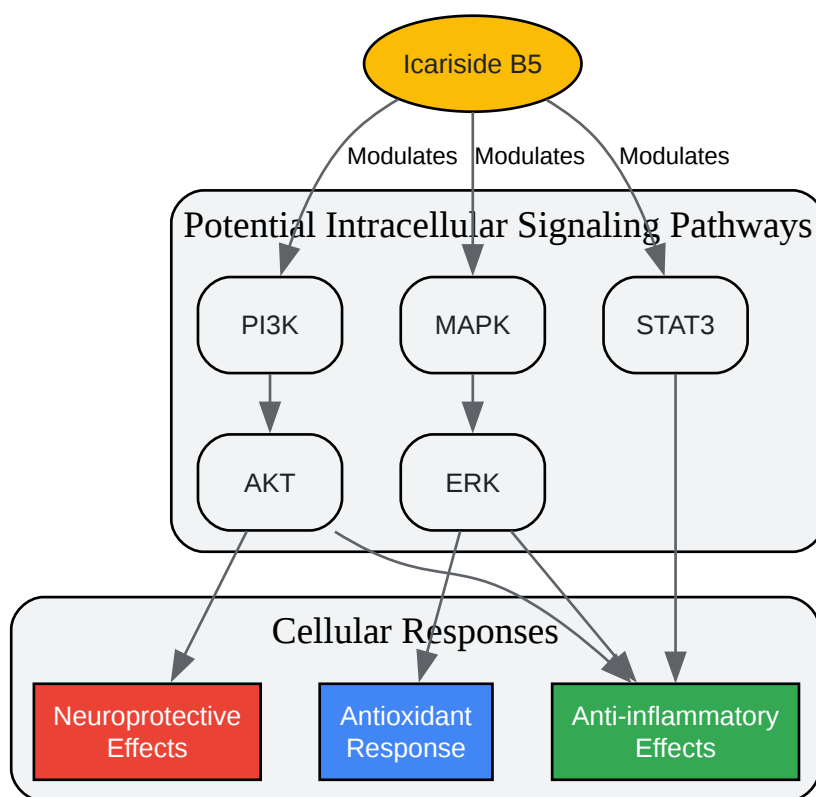 Icariside B5
Modulates Modulates Modulates
Potential Intracellular Signaling Pathways
PI3K MAPK STAT3
AKT ERK
Cellular Responses
Neuroprotective
Effects
Antioxidant
Response
Anti-inflammatory
Effects